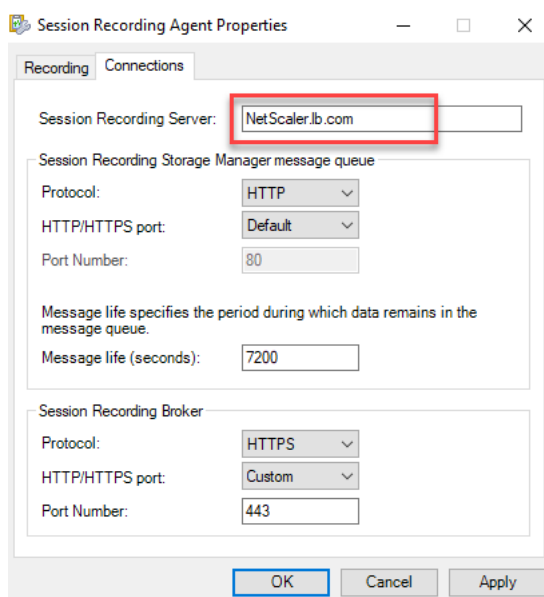 Session Recording Agent Properties
Recording Connections
Session Recording Server: NetScaler.lb.com
Session Recording Storage Manager message queue
Protocol: HTTP
HTTP/HTTPS port: Default
Port Number: 80
Message life specifies the period during which data remains in the
message queue.
Message life (seconds): 7200
Session Recording Broker
Protocol: HTTPS
HTTP/HTTPS port: Custom
Port Number: 443
OK Cancel Apply